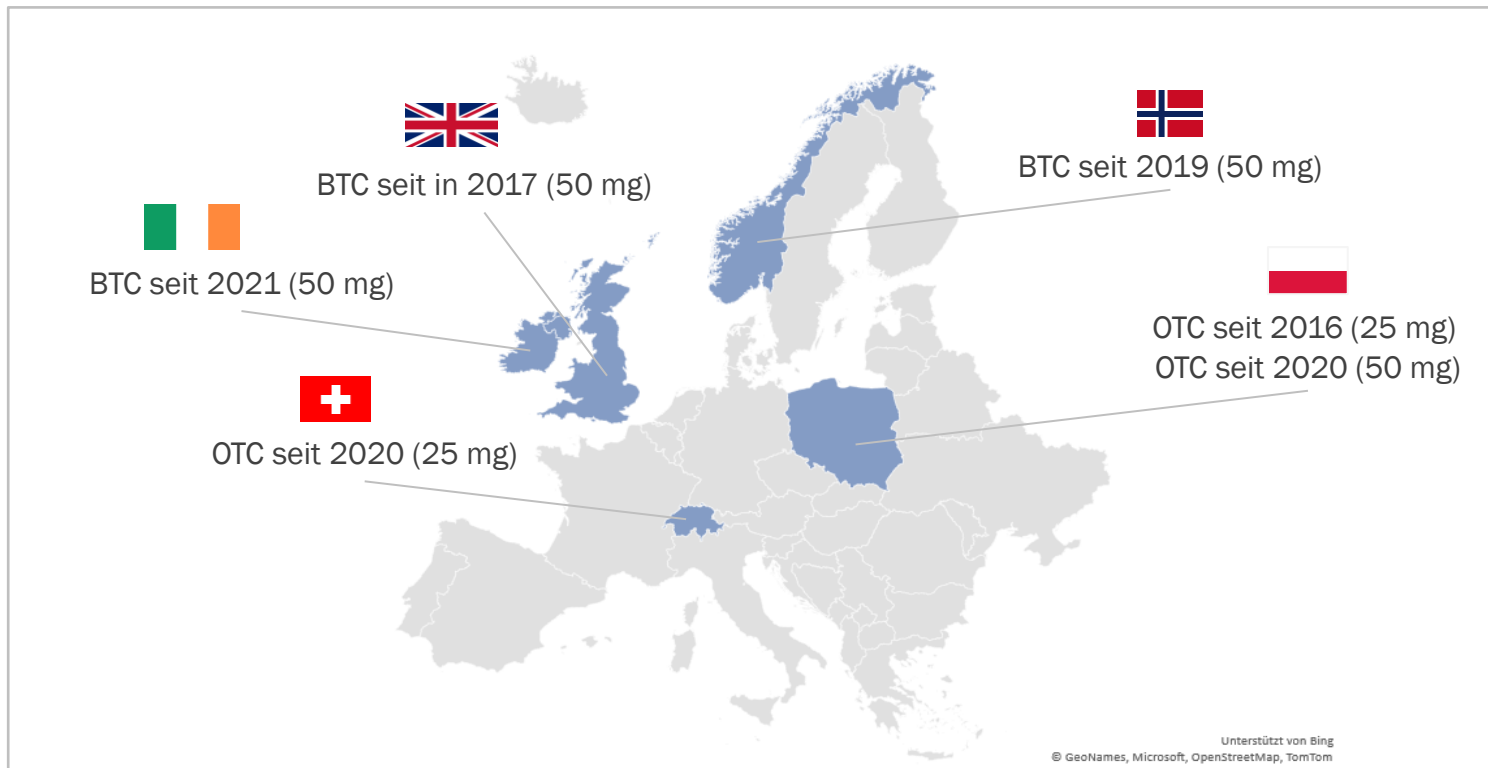 BTC seit in 2017 (50 mg)
BTC seit 2019 (50 mg)
BTC seit 2021 (50 mg)
OTC seit 2016 (25 mg)
OTC seit 2020 (50 mg)
OTC seit 2020 (25 mg)
Unterstützt von Bing
© GeoNames, Microsoft, OpenStreetMap, TomTom